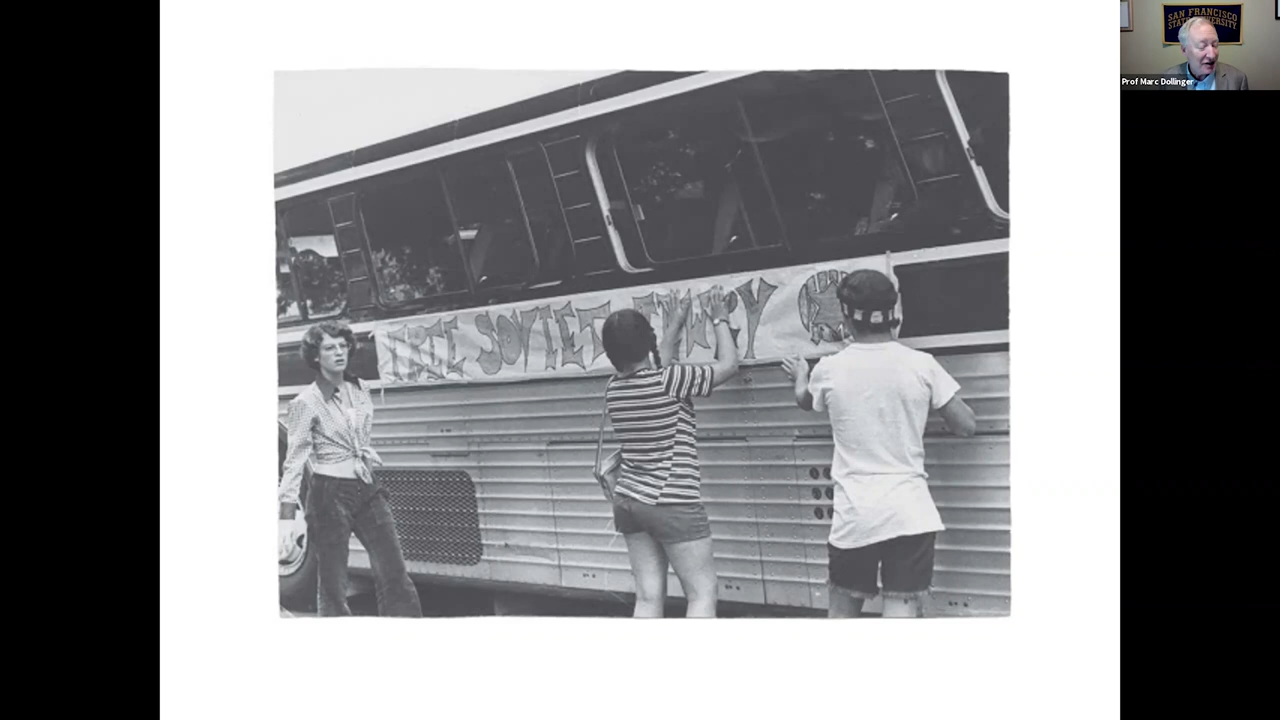 SAN FRANCISCO
STATE UNIVERSITY
Prof Marc Dollinger
FREE SOVIET JEWRY